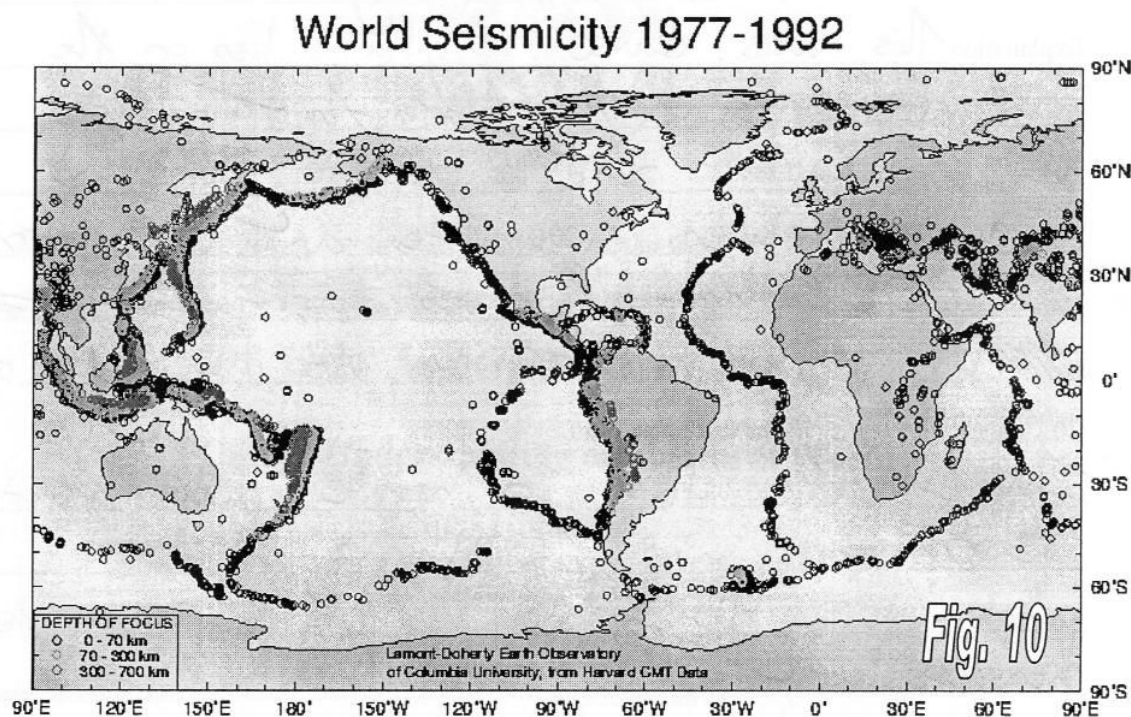 World Seismicity 1977-1992
90°N
60°N
30°N
0°
30°S
60°S
90°S
DEPTH OF FOCUS
0 - 70 km
70 - 300 km
300 - 700 km
Lamont-Doherty Earth Observatory
of Columbia University, from Harvard CMT Data
Fig. 10
90°E 120°E 150°E 180° 150°W 120°W 90°W 60°W 30°W 0° 30°E 60°E 90°E